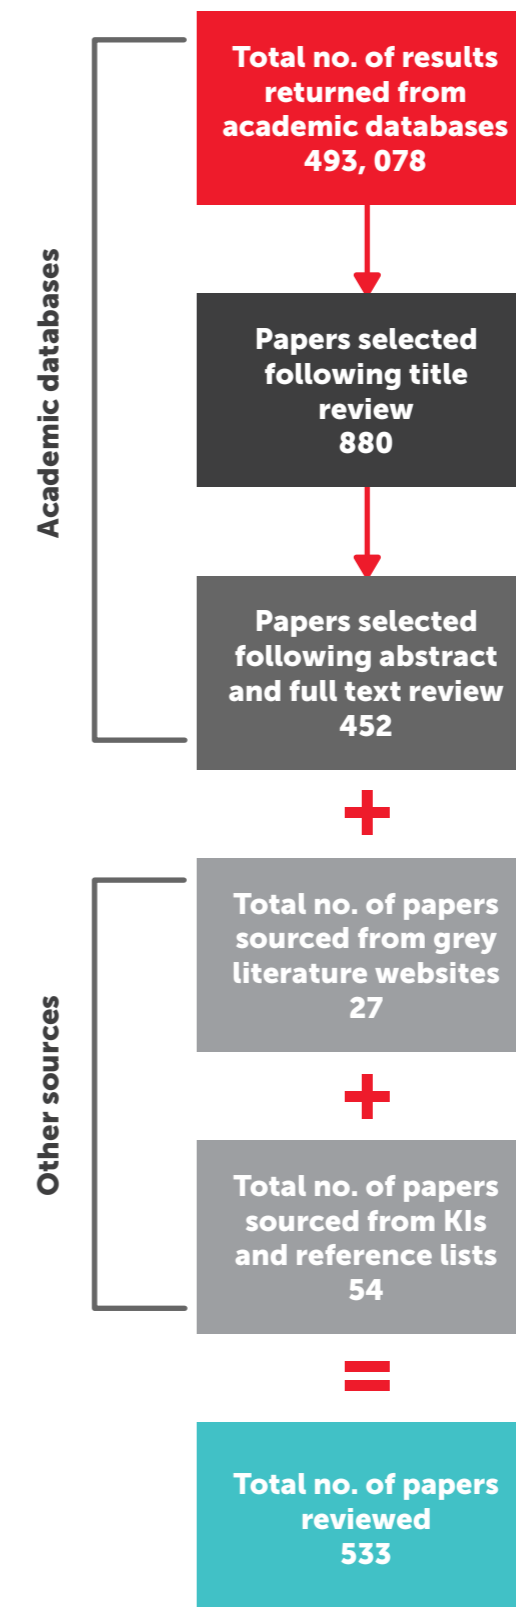 Academic databases
Total no. of results
returned from
academic databases
493, 078
Papers selected
following title
review
880
Papers selected
following abstract
and full text review
452
+
Other sources
Total no. of papers
sourced from grey
literature websites
27
+
Total no. of papers
sourced from KIs
and reference lists
54
=
Total no. of papers
reviewed
533